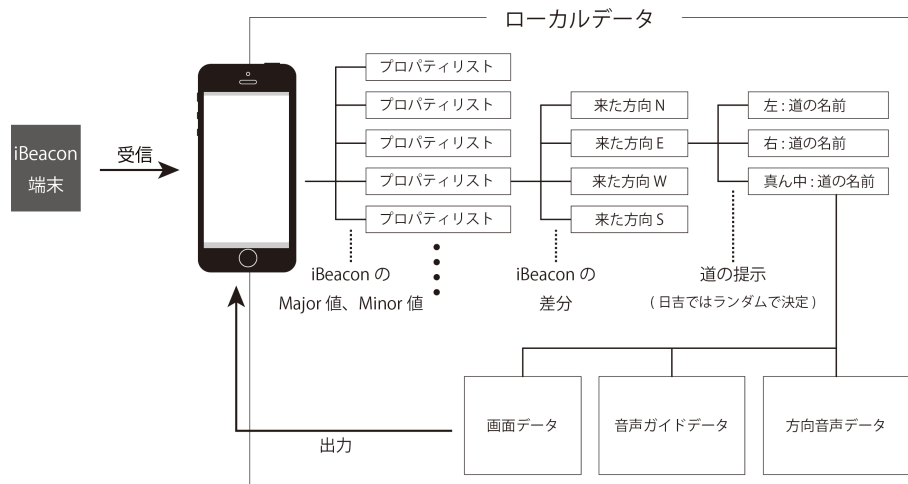 ローカルデータ
iBeacon
端末
受信
プロパティリスト
プロパティリスト
プロパティリスト
プロパティリスト
プロパティリスト
来た方向 N
来た方向 E
来た方向 W
来た方向 S
左 : 道の名前
右 : 道の名前
真ん中 : 道の名前
iBeacon の
Major 値、Minor 値
iBeacon の
差分
道の提示
( 日吉ではランダムで決定 )
画面データ
音声ガイドデータ
方向音声データ
出力